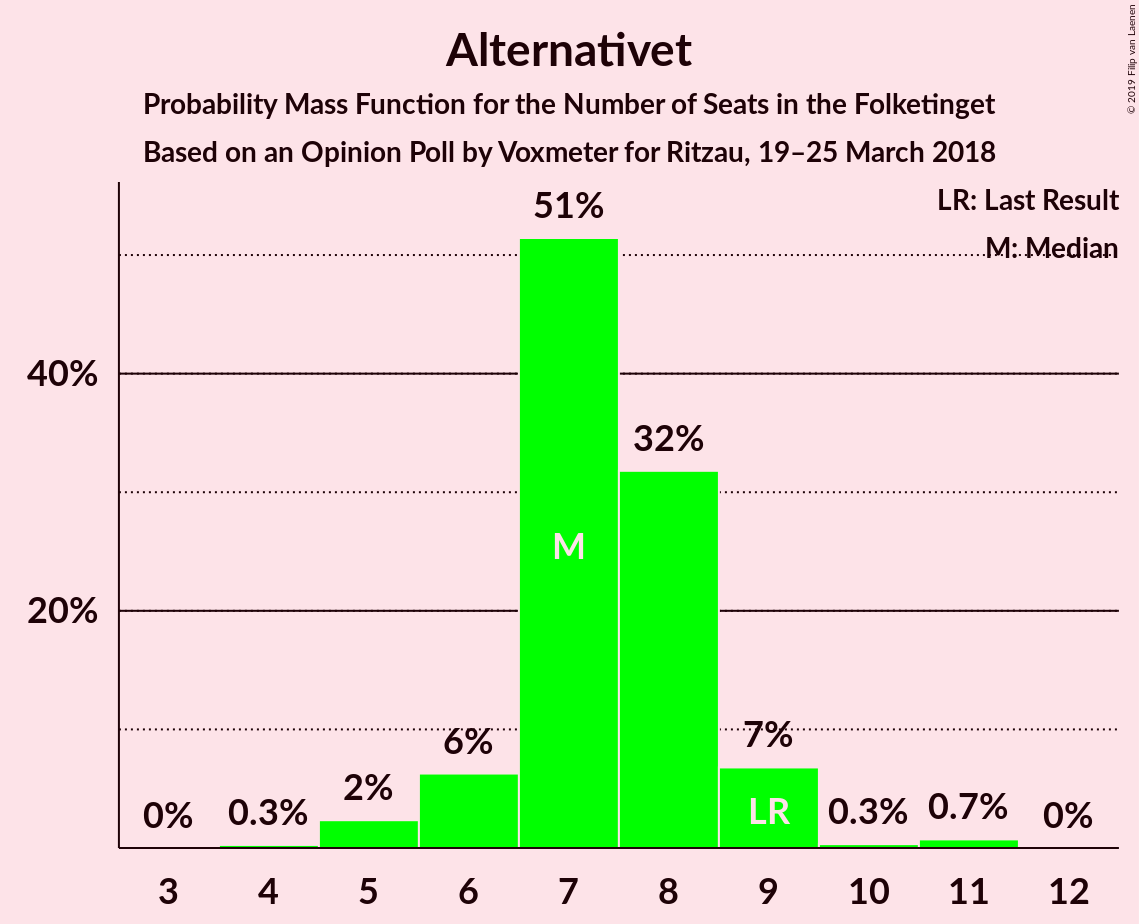 Alternativet
Probability Mass Function for the Number of Seats in the Folketinget
Based on an Opinion Poll by Voxmeter for Ritzau, 19–25 March 2018
© 2019 Filip van Laenen
LR: Last Result
M: Median
51%
40%
32%
M
20%
6%
7%
2%
0%
0.3%
LR
0.3%
0.7%
0%
3 4 5 6 7 8 9 10 11 12